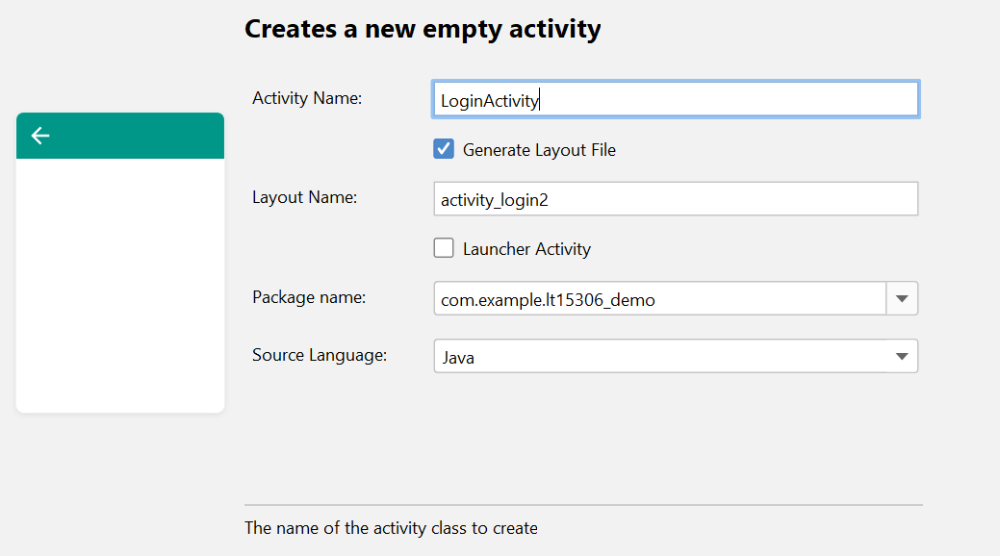 Creates a new empty activity
Activity Name:
LoginActivity
Generate Layout File
Layout Name:
activity_login2
Launcher Activity
Package name:
com.example.lt15306_demo
Source Language:
Java
The name of the activity class to create